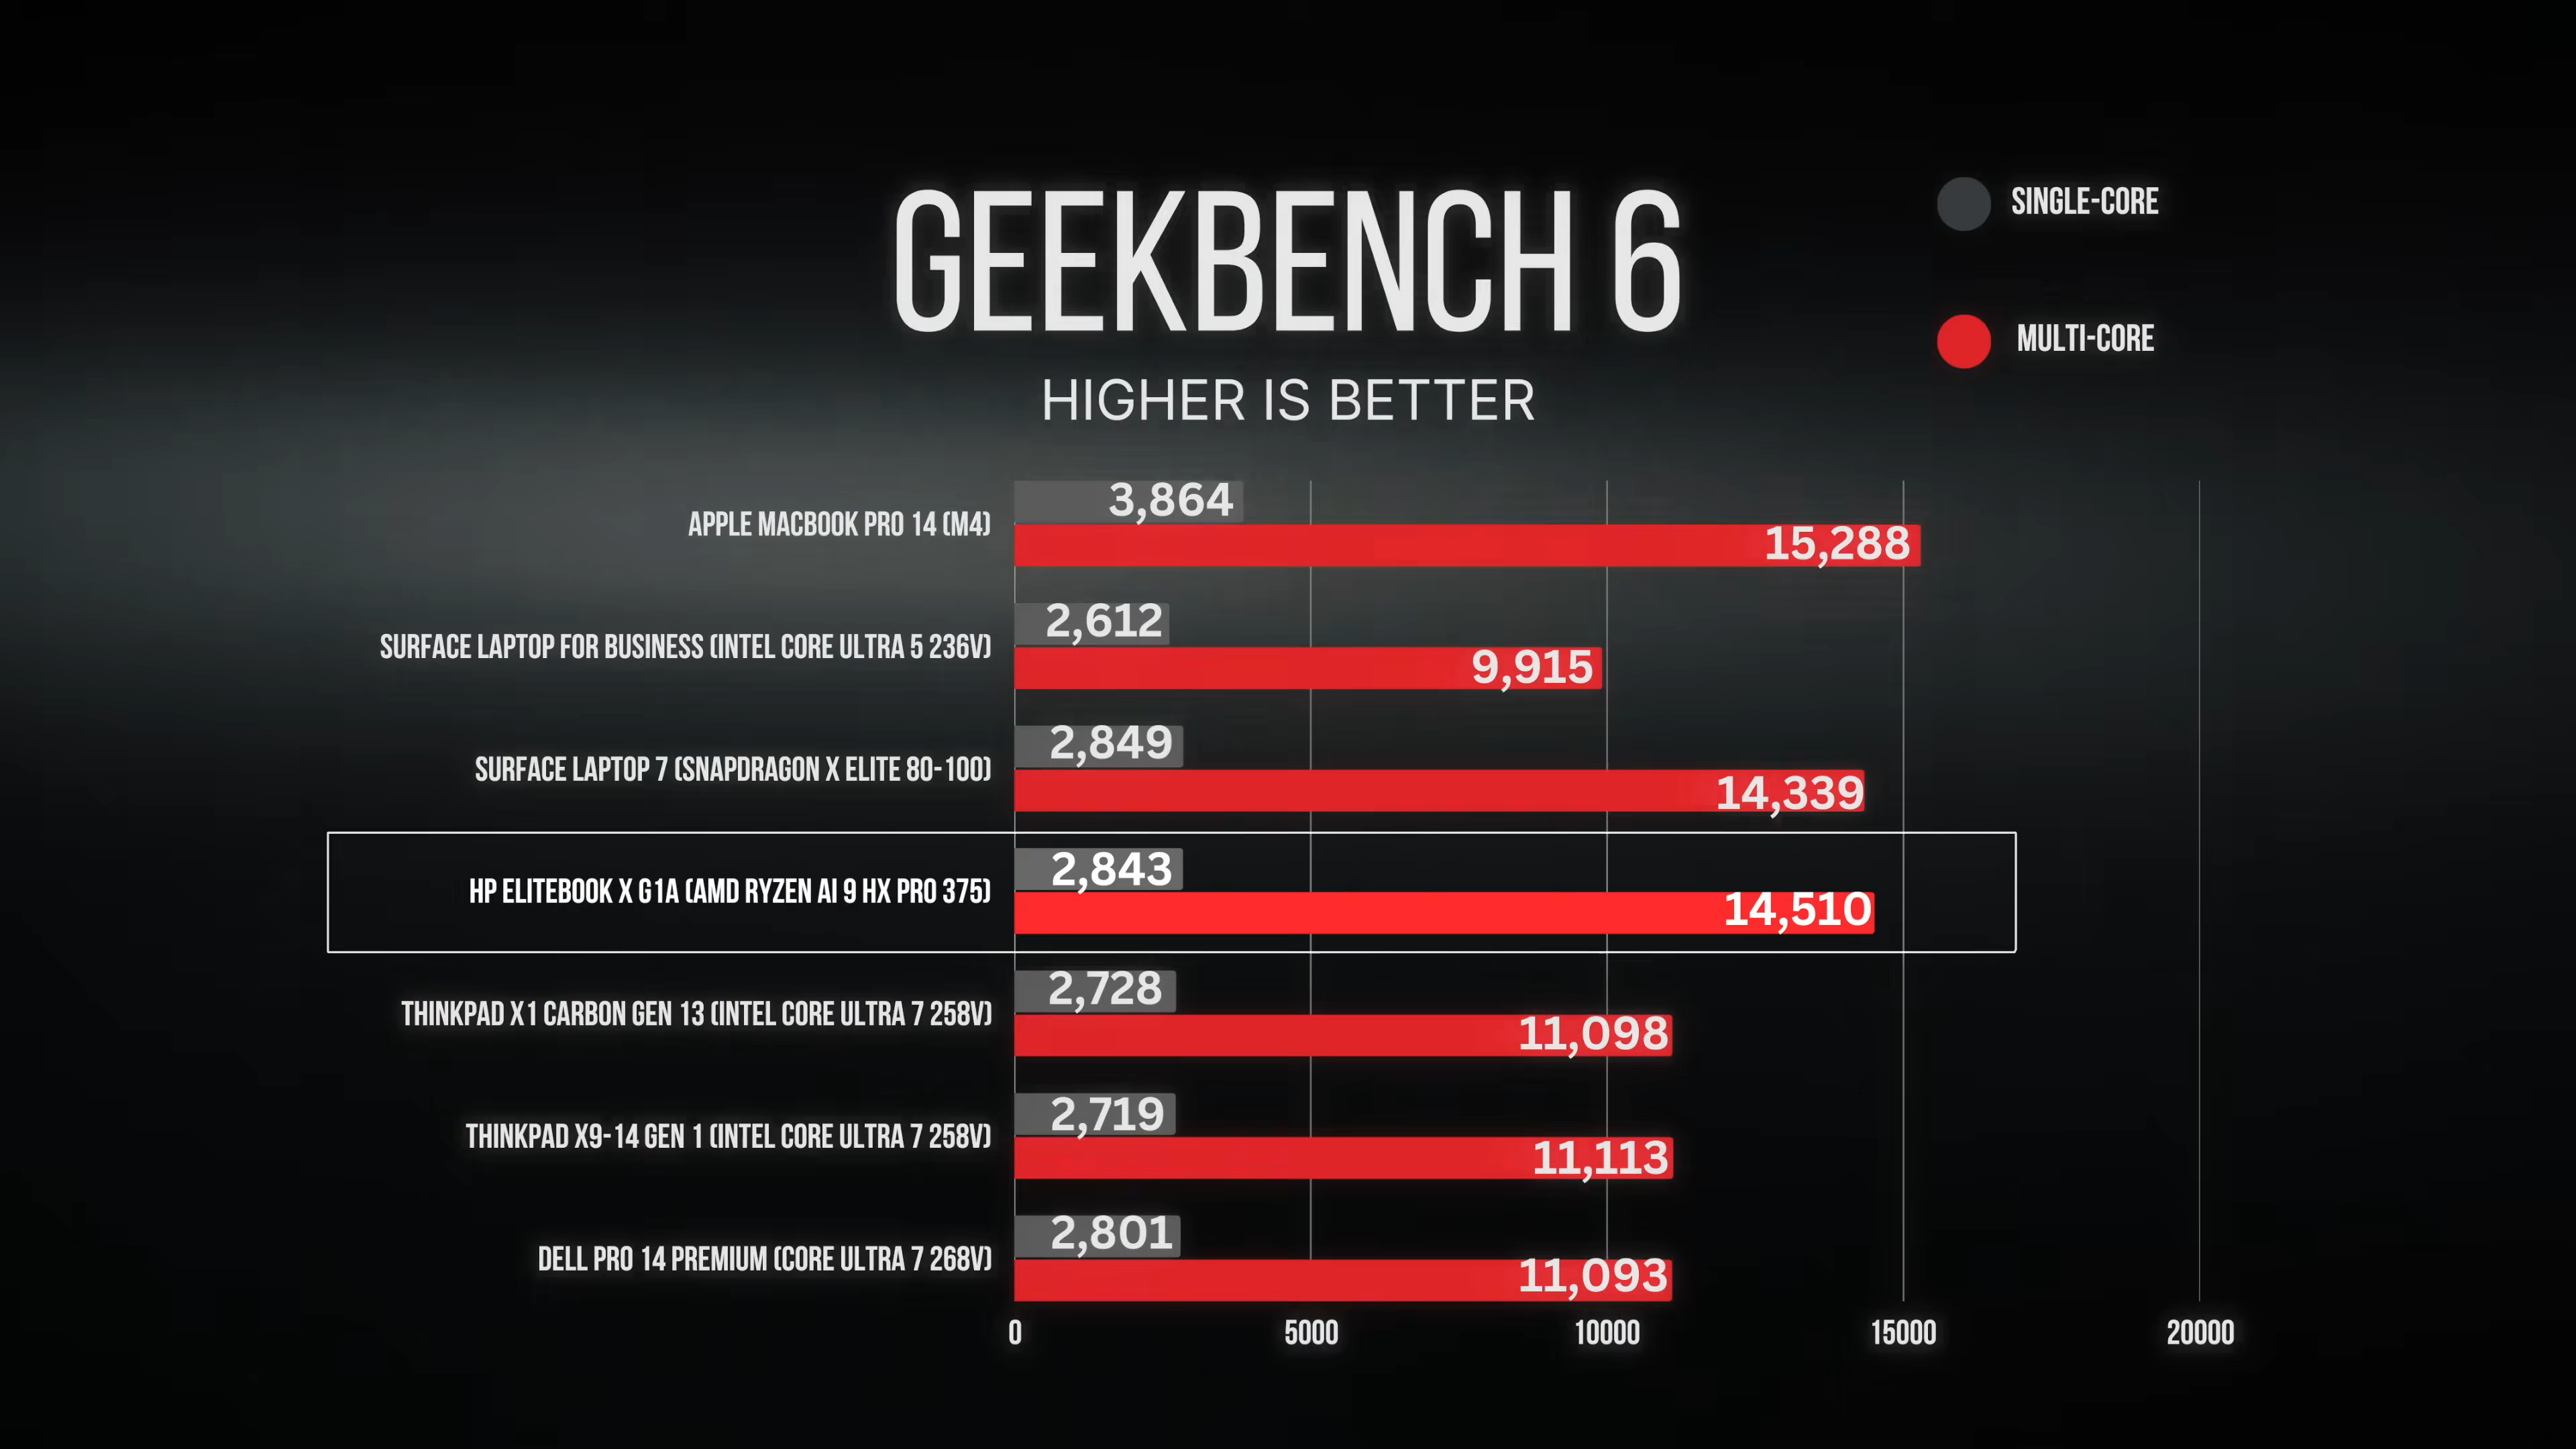 GEEKBENCH 6
HIGHER IS BETTER
SINGLE-CORE
MULTI-CORE
APPLE MACBOOK PRO 14 (M4)
3,864
15,288
SURFACE LAPTOP FOR BUSINESS (INTEL CORE ULTRA 5 236V)
2,612
9,915
SURFACE LAPTOP 7 (SNAPDRAGON X ELITE 80-100)
2,849
14,339
HP ELITEBOOK X G1A (AMD RYZEN AI 9 HX PRO 375)
2,843
14,510
THINKPAD X1 CARBON GEN 13 (INTEL CORE ULTRA 7 258V)
2,728
11,098
THINKPAD X9-14 GEN 1 (INTEL CORE ULTRA 7 258V)
2,719
11,113
DELL PRO 14 PREMIUM (CORE ULTRA 7 268V)
2,801
11,093
0 5000 10000 15000 20000